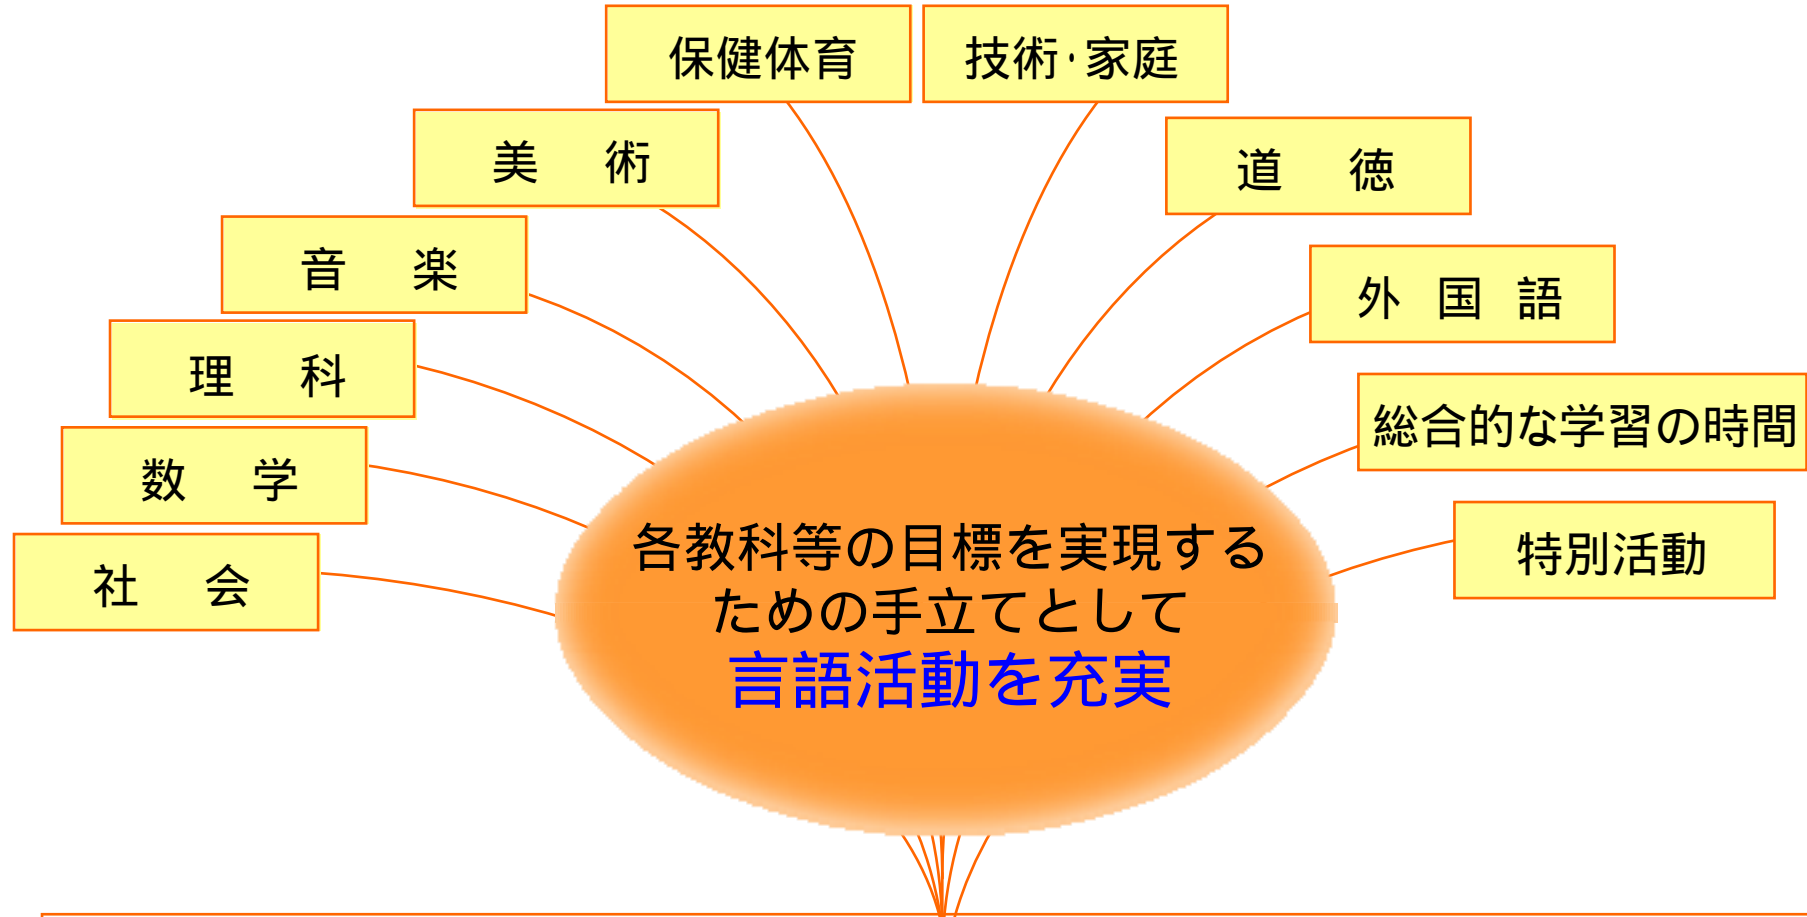 保健体育
技術・家庭
美術
道徳
音楽
外国語
理科
総合的な学習の時間
数学
特別活動
社会
各教科等の目標を実現する
ための手立てとして
言語活動を充実